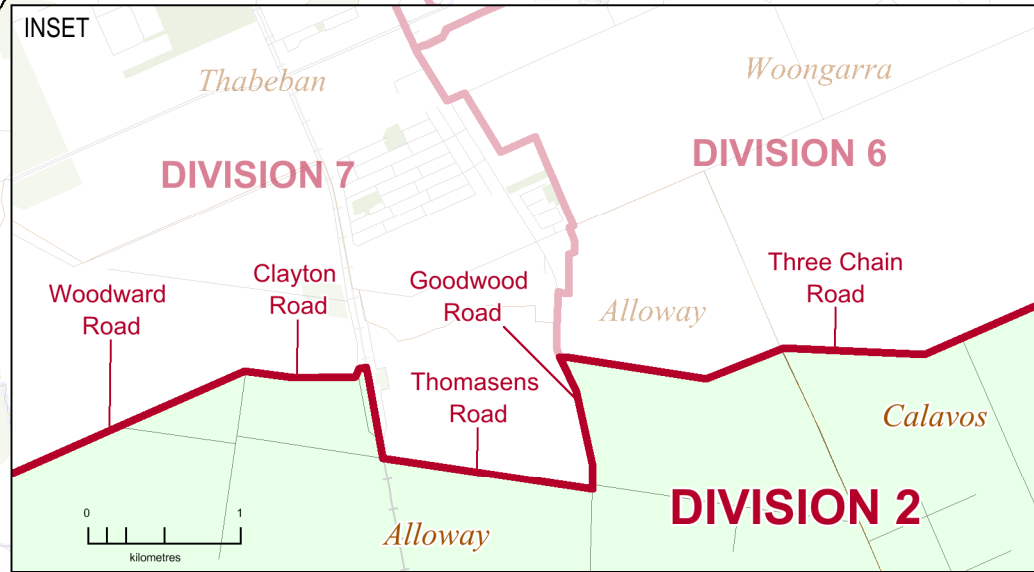 INSET
Thabeban
Woongarra
DIVISION 7
DIVISION 6
Woodward
Road
Clayton
Road
Goodwood
Road
Three Chain
Road
Alloway
Thomasens
Road
Calavos
DIVISION 2
0
1
kilometres
Alloway